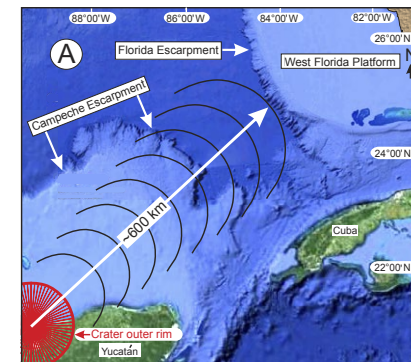 88°00'W
86°00'W
84°00'W
82°00'W
A
Florida Escarpment
26°00'N
West Florida Platform
N
Campeche Escarpment
24°00'N
~600 km
Cuba
22°00'N
Crater outer rim
Yucatán